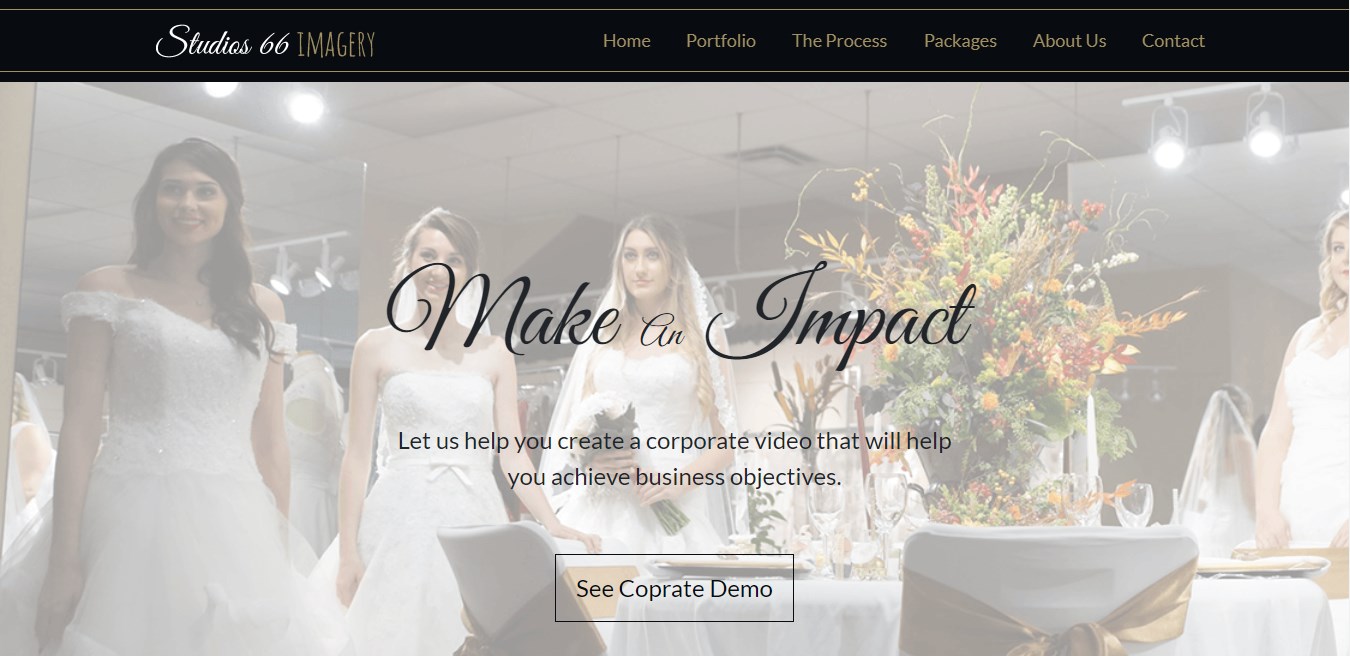 Studios 66 IMAGERY
Home Portfolio The Process Packages About Us Contact
Make An Impact
Let us help you create a corporate video that will help
you achieve business objectives.
See Coprate Demo